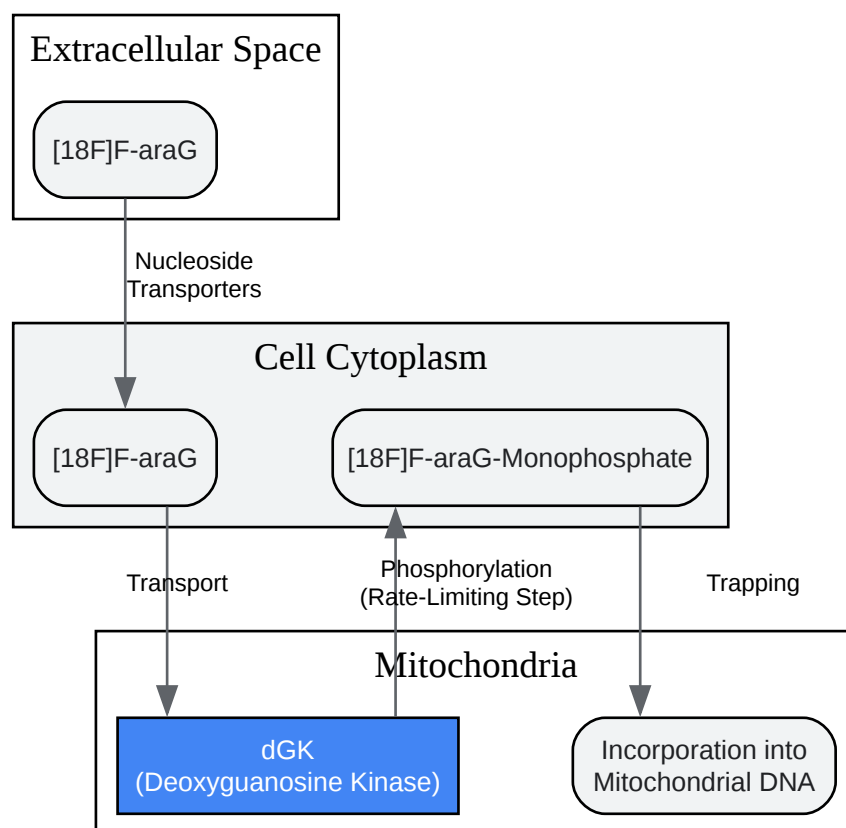 Extracellular Space
[18F]F-araG
Nucleoside
Transporters
Cell Cytoplasm
[18F]F-araG
[18F]F-araG-Monophosphate
Transport
Phosphorylation
(Rate-Limiting Step)
Trapping
Mitochondria
dGK
(Deoxyguanosine Kinase)
Incorporation into
Mitochondrial DNA